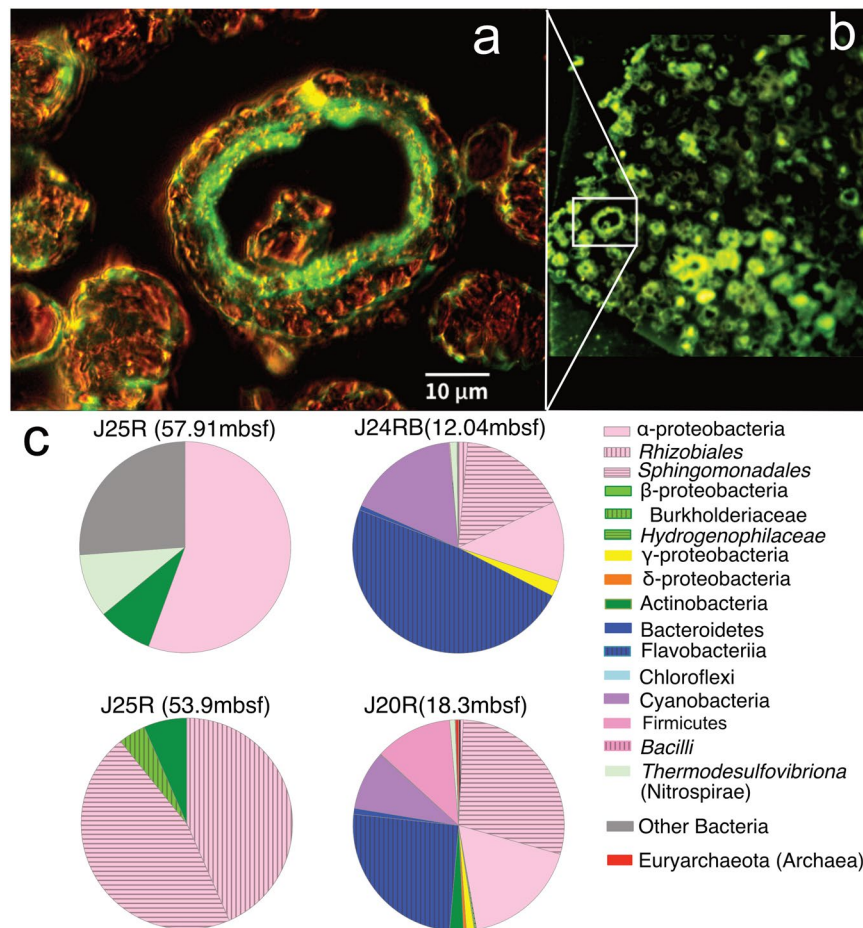 a
b
10 µm
c
J25R (57.91mbsf)
J24RB(12.04mbsf)
J25R (53.9mbsf)
J20R(18.3mbsf)
α-proteobacteria
Rhizobiales
Sphingomonadales
β-proteobacteria
Burkholderiaceae
Hydrogenophilaceae
γ-proteobacteria
δ-proteobacteria
Actinobacteria
Bacteroidetes
Flavobacteriia
Chloroflexi
Cyanobacteria
Firmicutes
Bacilli
Thermodesulfovibriona
(Nitrospirae)
Other Bacteria
Euryarchaeota (Archaea)